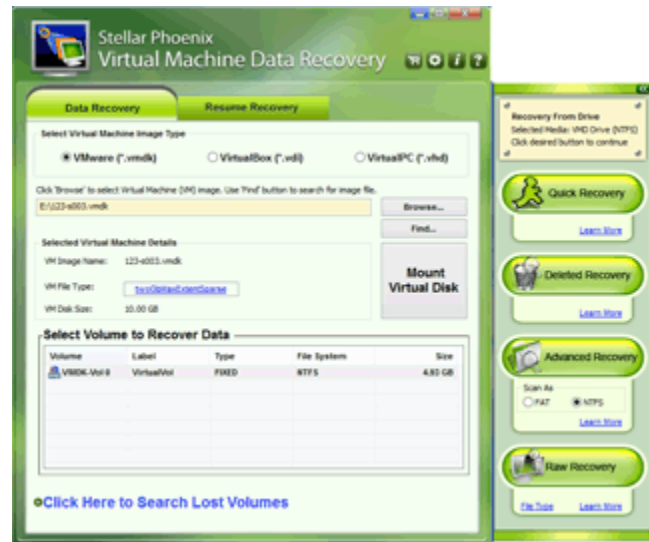 Stellar Phoenix
Virtual Machine Data Recovery
Data Recovery
Resume Recovery
Select Virtual Machine Image Type
VMware (*.vmdk)
VirtualBox (*.vdi)
VirtualPC (*.vhd)
Click 'Browse' to select Virtual Machine (VM) image. Use 'Find' button to search for image file.
E:\123-s003.vmdk
Browse...
Find...
Selected Virtual Machine Details
VM Image Name: 123-s003.vmdk
VM File Type: twoGbMaxExtentSparse
VM Disk Size: 10.00 GB
Mount
Virtual Disk
Select Volume to Recover Data
Volume Label Type File System Size
VMDK-Vol 0 VirtualVol FIXED NTFS 4.93 GB
Click Here to Search Lost Volumes
Recovery From Drive
Selected Media: VHD Drive (NTFS)
Click desired button to continue
Quick Recovery
Learn More
Deleted Recovery
Learn More
Advanced Recovery
Scan As
FAT
NTFS
Learn More
Raw Recovery
File Type
Learn More